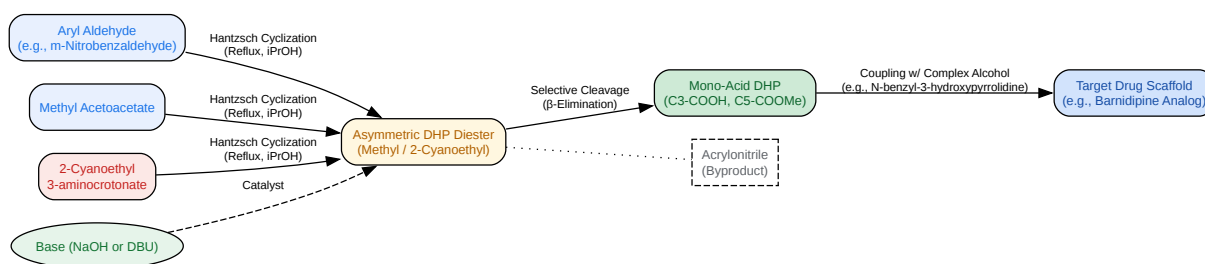 Aryl Aldehyde
(e.g., m-Nitrobenzaldehyde)
Hantzsch Cyclization
(Reflux, iPrOH)
Methyl Acetoacetate
Hantzsch Cyclization
(Reflux, iPrOH)
2-Cyanoethyl
3-aminocrotonate
Hantzsch Cyclization
(Reflux, iPrOH)
Base (NaOH or DBU)
Catalyst
Asymmetric DHP Diester
(Methyl / 2-Cyanoethyl)
Selective Cleavage
(β-Elimination)
Mono-Acid DHP
(C3-COOH, C5-COOMe)
Acrylonitrile
(Byproduct)
Coupling w/ Complex Alcohol
(e.g., N-benzyl-3-hydroxypyrrolidine)
Target Drug Scaffold
(e.g., Barnidipine Analog)